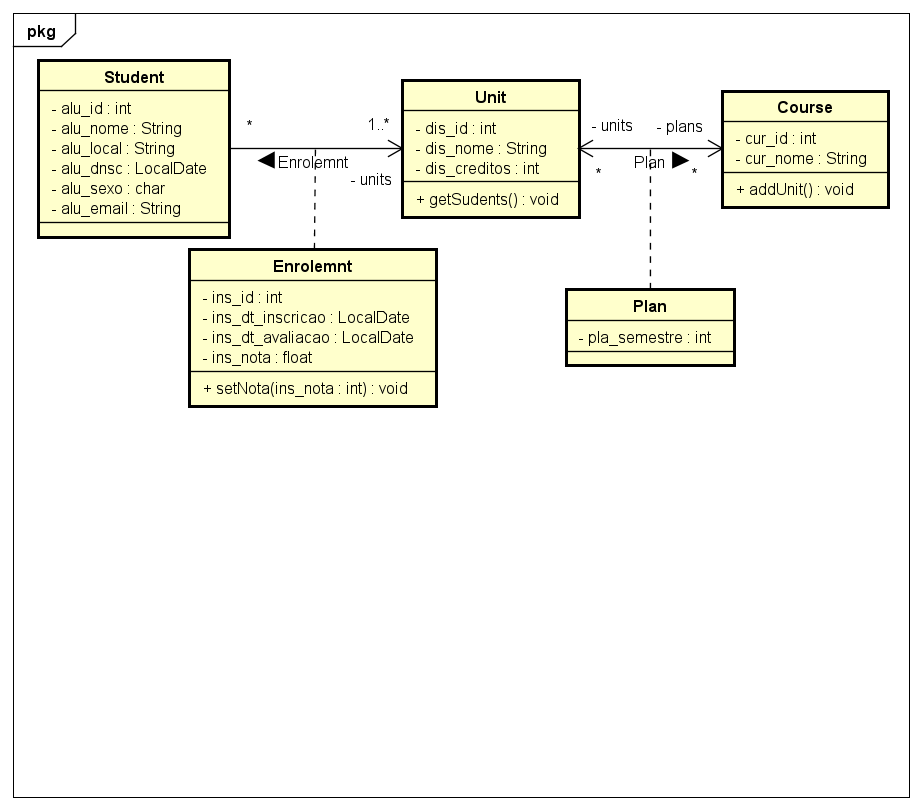 pkg
Student
- alu_id : int
- alu_nome : String
- alu_local : String
- alu_dnsc : LocalDate
- alu_sexo : char
- alu_email : String
*
1..*
Enrolemnt
- units
Unit
- dis_id : int
- dis_nome : String
- dis_creditos : int
+ getSudents() : void
- units
- plans
*
Plan
*
Course
- cur_id : int
- cur_nome : String
+ addUnit() : void
Enrolemnt
- ins_id : int
- ins_dt_inscricao : LocalDate
- ins_dt_avaliacao : LocalDate
- ins_nota : float
+ setNota(ins_nota : int) : void
Plan
- pla_semestre : int